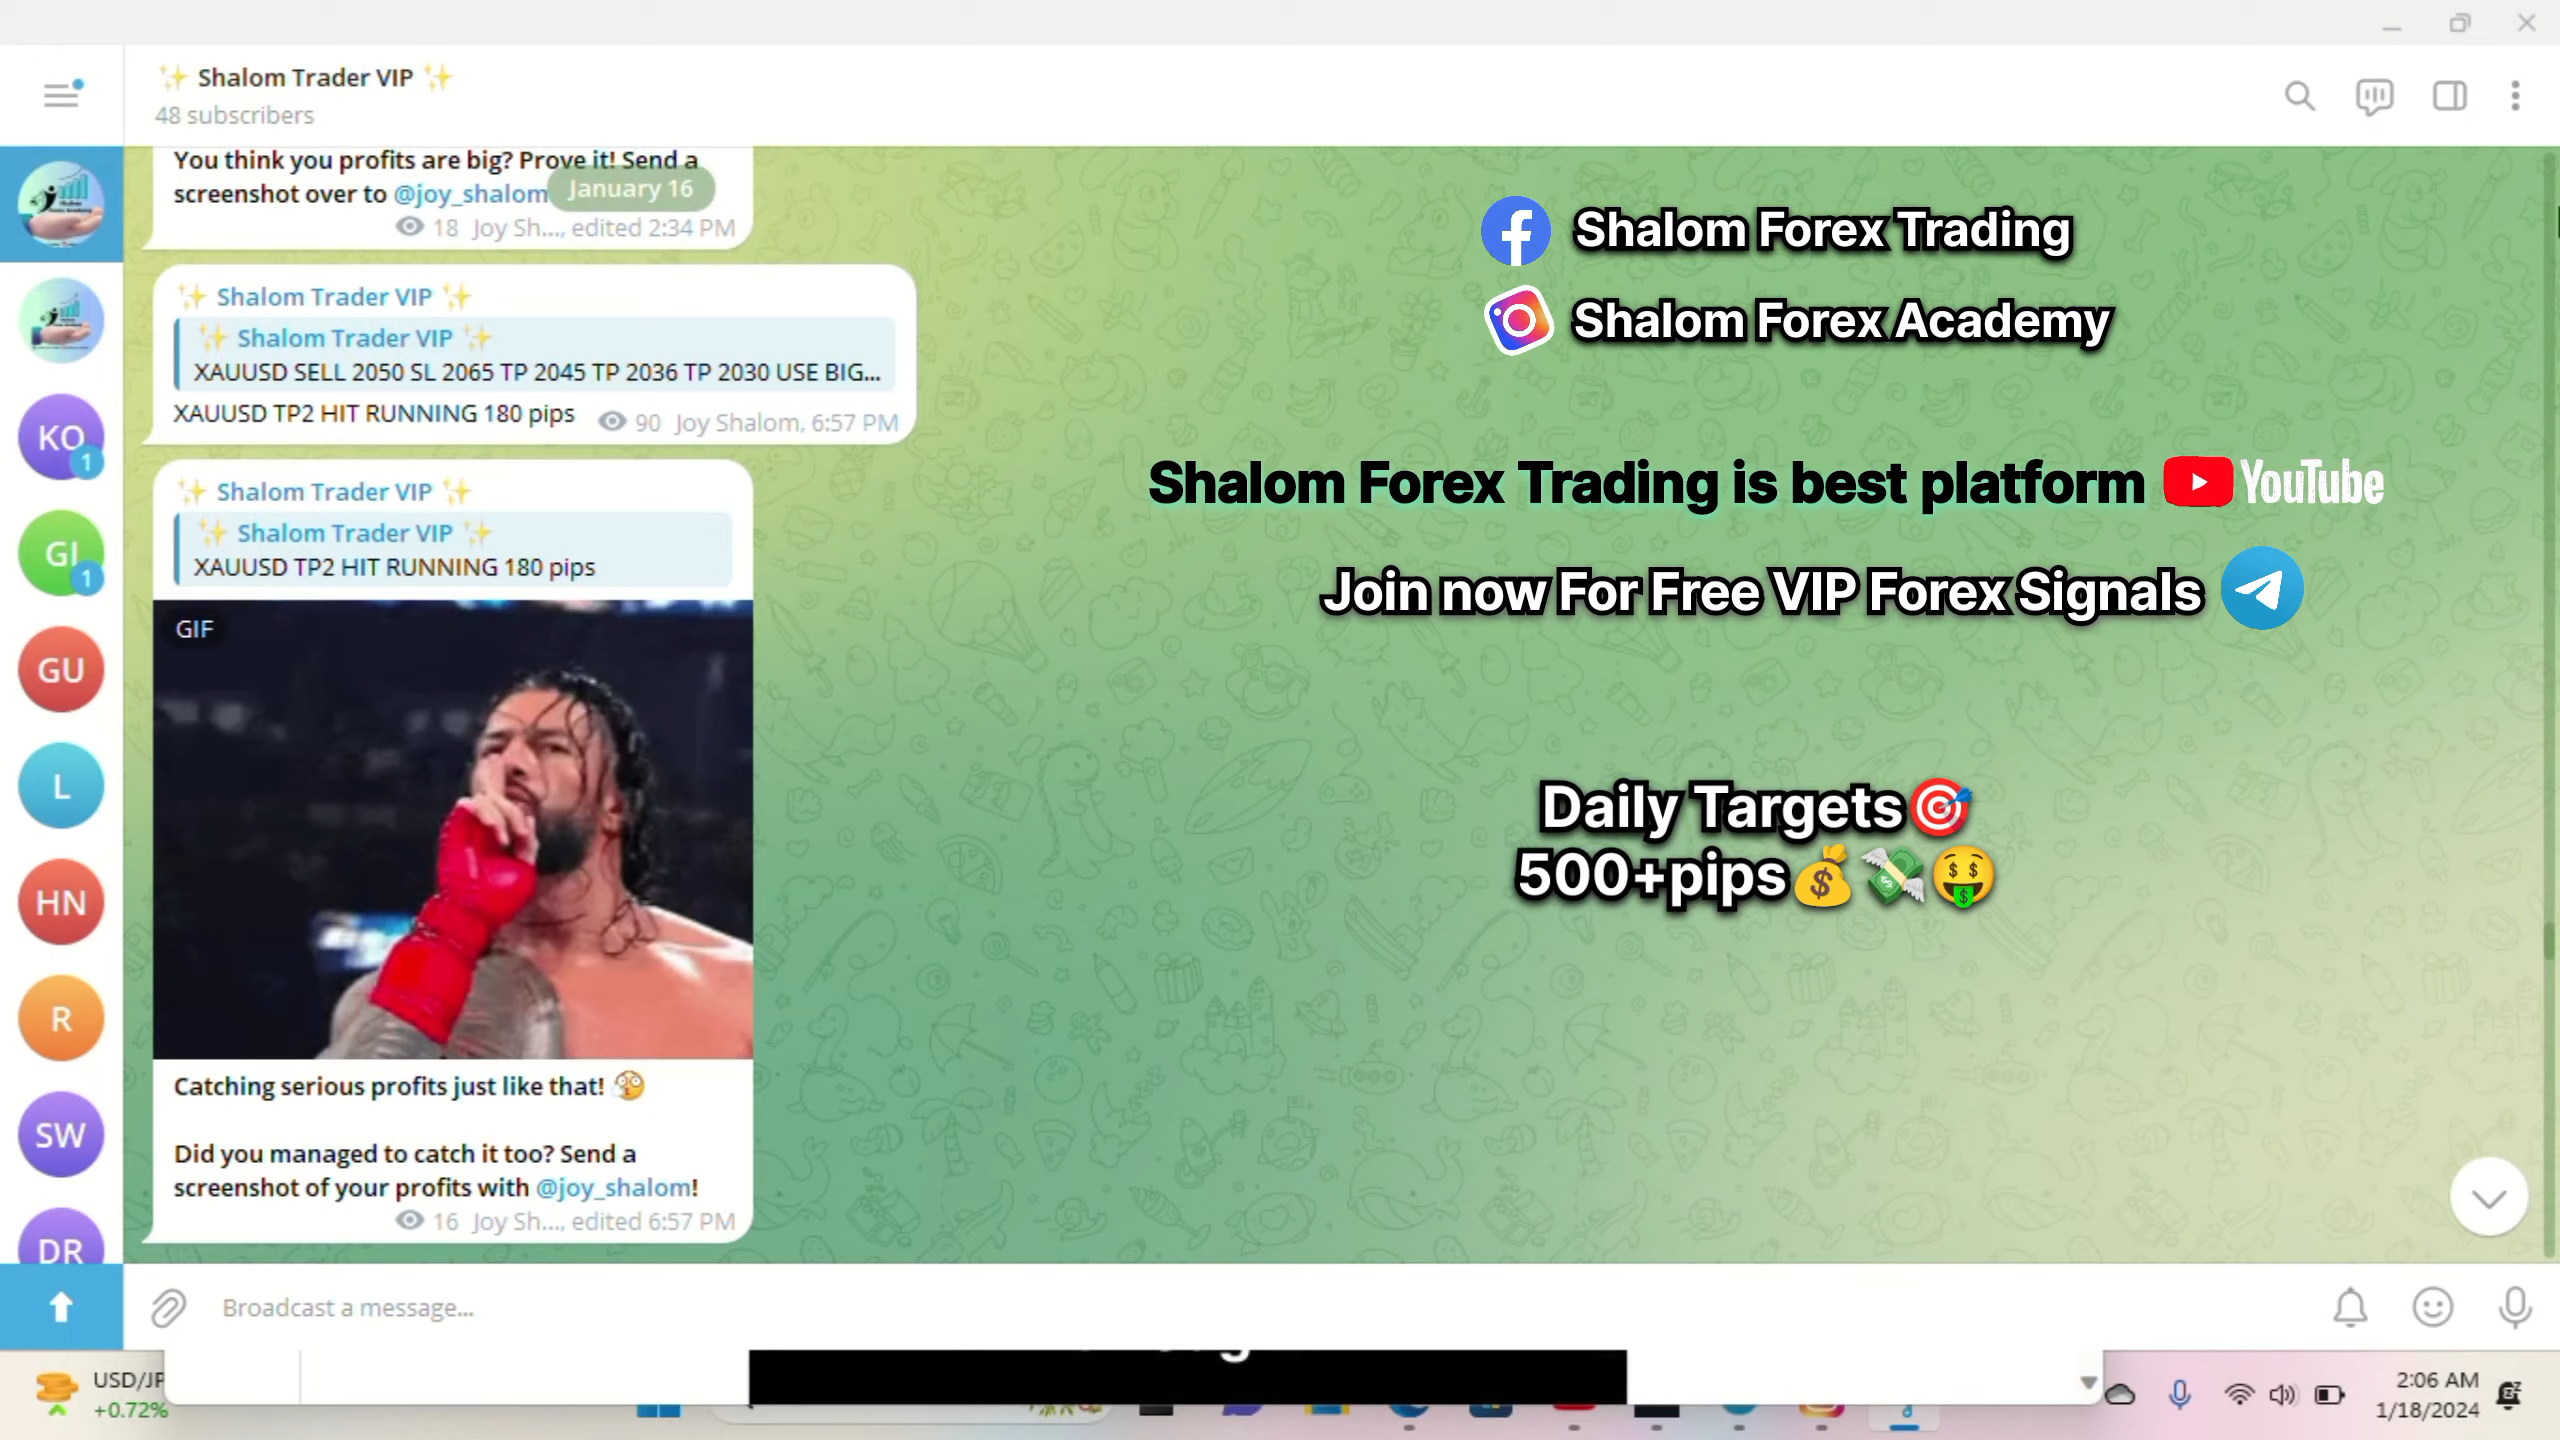 ✨ Shalom Trader VIP ✨
48 subscribers
You think you profits are big? Prove it! Send a
screenshot over to @joy_shalom
January 16
18 Joy Sh..., edited 2:34 PM
✨ Shalom Trader VIP ✨
✨ Shalom Trader VIP ✨
XAUUSD SELL 2050 SL 2065 TP 2045 TP 2036 TP 2030 USE BIG...
XAUUSD TP2 HIT RUNNING 180 pips
90 Joy Shalom, 6:57 PM
✨ Shalom Trader VIP ✨
✨ Shalom Trader VIP ✨
XAUUSD TP2 HIT RUNNING 180 pips
GIF
Catching serious profits just like that!
Did you managed to catch it too? Send a
screenshot of your profits with @joy_shalom!
16 Joy Sh..., edited 6:57 PM
KO
1
GI
1
GU
L
HN
R
SW
DR
Shalom Forex Trading
Shalom Forex Academy
Shalom Forex Trading is best platform YouTube
Join now For Free VIP Forex Signals
Daily Targets🎯
500+pips💰💸🤑
Broadcast a message...
USD/JP
+0.72%
2:06 AM
1/18/2024